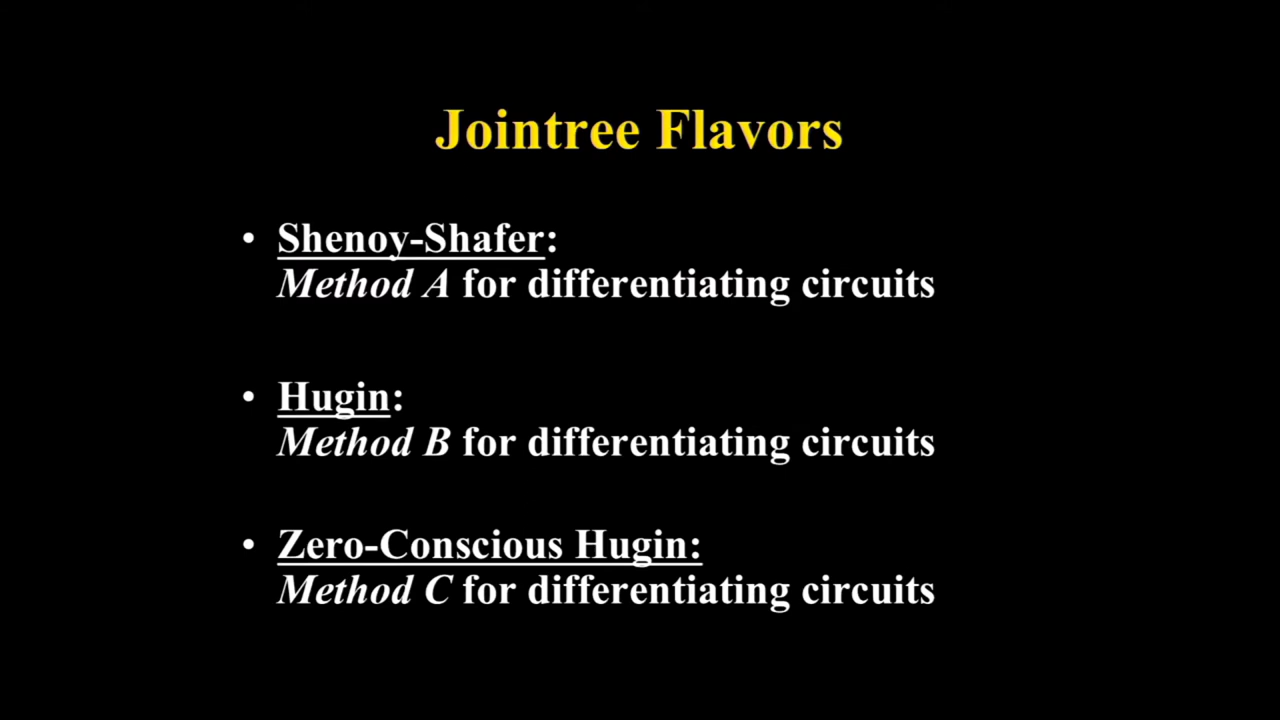 Jointree Flavors
• Shenoy-Shafer:
Method A for differentiating circuits
• Hugin:
Method B for differentiating circuits
• Zero-Conscious Hugin:
Method C for differentiating circuits